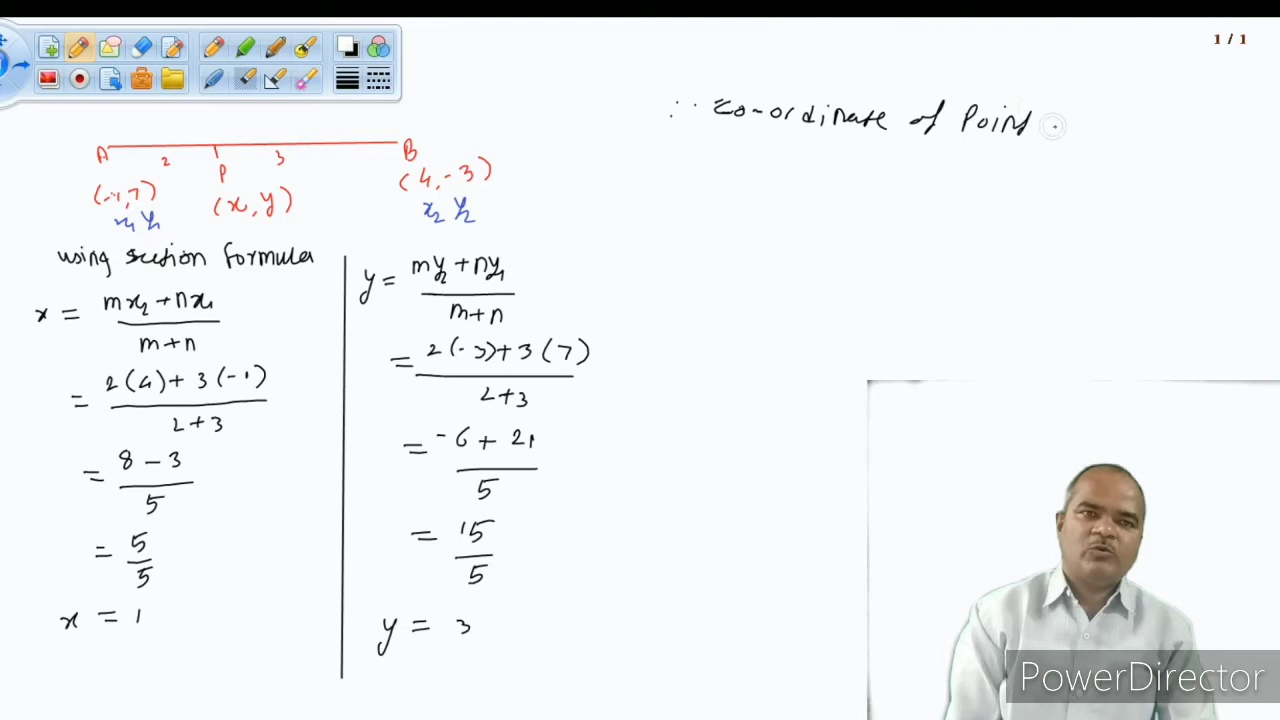 1 / 1
∴ Co-ordinate of Point
A 2 P 3 B
(-1,7) (x,y) (4,-3)
x1 y1 x2 y2
using section formula
x = mx2+nx1 / m+n
= 2(4)+3(-1) / 2+3
= 8-3 / 5
= 5/5
x = 1
y = my2+ny1 / m+n
= 2(-3)+3(7) / 2+3
= -6+21 / 5
= 15/5
y = 3
PowerDirector